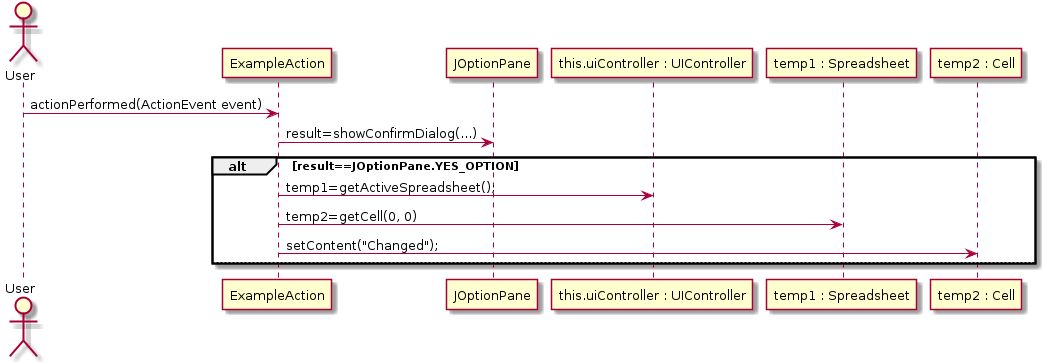 User
ExampleAction
JOptionPane
this.uiController : UIController
temp1 : Spreadsheet
temp2 : Cell
actionPerformed(ActionEvent event)
result=showConfirmDialog(...)
alt
[result==JOptionPane.YES_OPTION]
temp1=getActiveSpreadsheet();
temp2=getCell(0, 0)
setContent("Changed");
User
ExampleAction
JOptionPane
this.uiController : UIController
temp1 : Spreadsheet
temp2 : Cell